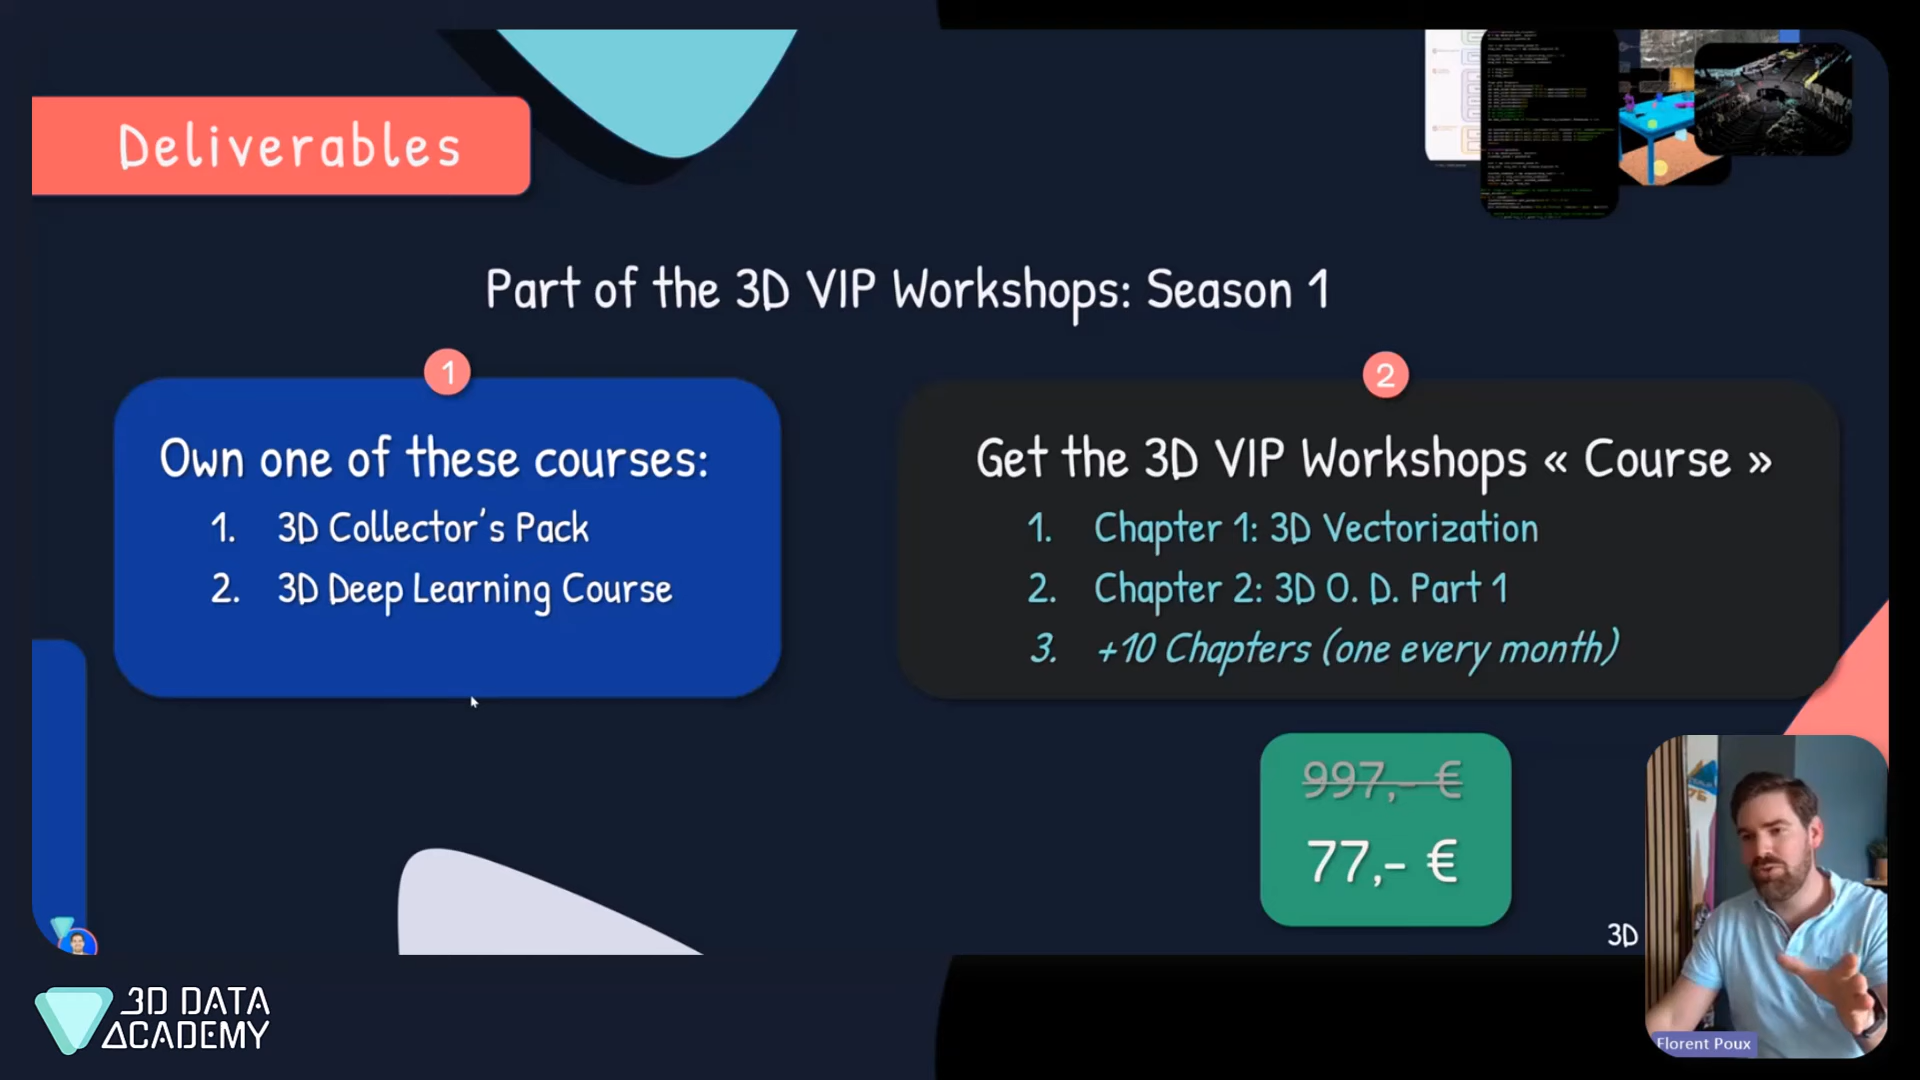 Deliverables
Part of the 3D VIP Workshops: Season 1
1
Own one of these courses:
1. 3D Collector's Pack
2. 3D Deep Learning Course
2
Get the 3D VIP Workshops « Course »
1. Chapter 1: 3D Vectorization
2. Chapter 2: 3D O. D. Part 1
3. +10 Chapters (one every month)
997,- €
77,- €
3D
Florent Poux
3D DATA
ACADEMY